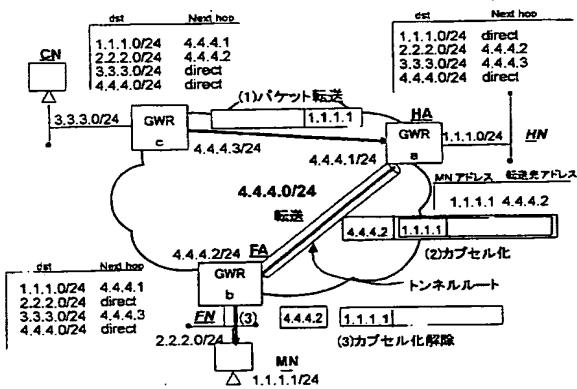 dst Next hop
1.1.1.0/24 4.4.4.1
2.2.2.0/24 4.4.4.2
3.3.3.0/24 direct
4.4.4.0/24 direct
dst Next hop
1.1.1.0/24 direct
2.2.2.0/24 4.4.4.2
3.3.3.0/24 4.4.4.3
4.4.4.0/24 direct
CN
(1)パケット転送
1.1.1.1
HA
3.3.3.0/24
GWR
c
GWR
a
1.1.1.0/24
HN
4.4.4.3/24
4.4.4.1/24
4.4.4.0/24
転送
MNアドレス 転送先アドレス
1.1.1.1 4.4.4.2
4.4.4.2 1.1.1.1
(2)カプセル化
4.4.4.2/24
FA
GWR
b
トンネルルート
dst Next hop
1.1.1.0/24 4.4.4.1
2.2.2.0/24 direct
3.3.3.0/24 4.4.4.3
4.4.4.0/24 direct
FN
(3)
4.4.4.2 1.1.1.1
(3)カプセル化解除
2.2.2.0/24
MN
1.1.1.1/24